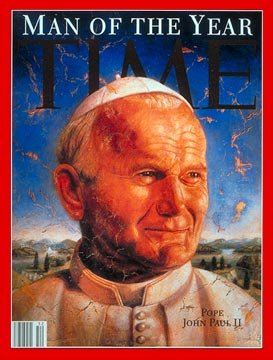 MAN OF THE YEAR
TIME
POPE
JOHN PAUL II